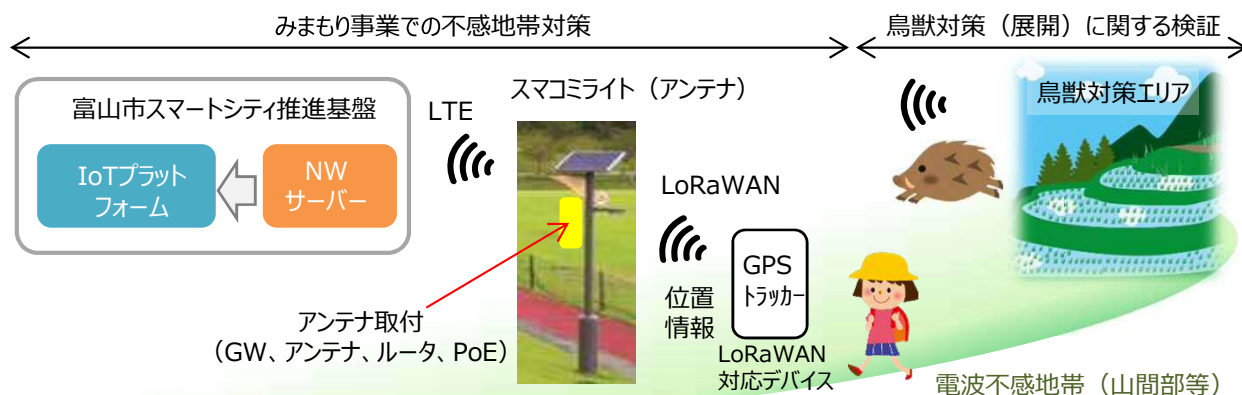 みまもり事業での不感地帯対策
鳥獣対策（展開）に関する検証
富山市スマートシティ推進基盤
IoTプラット
フォーム
NW
サーバー
LTE
スマコミライト（アンテナ）
アンテナ取付
（GW、アンテナ、ルータ、PoE）
LoRaWAN
位置
情報
GPS
トラッカー
LoRaWAN
対応デバイス
鳥獣対策エリア
電波不感地帯（山間部等）